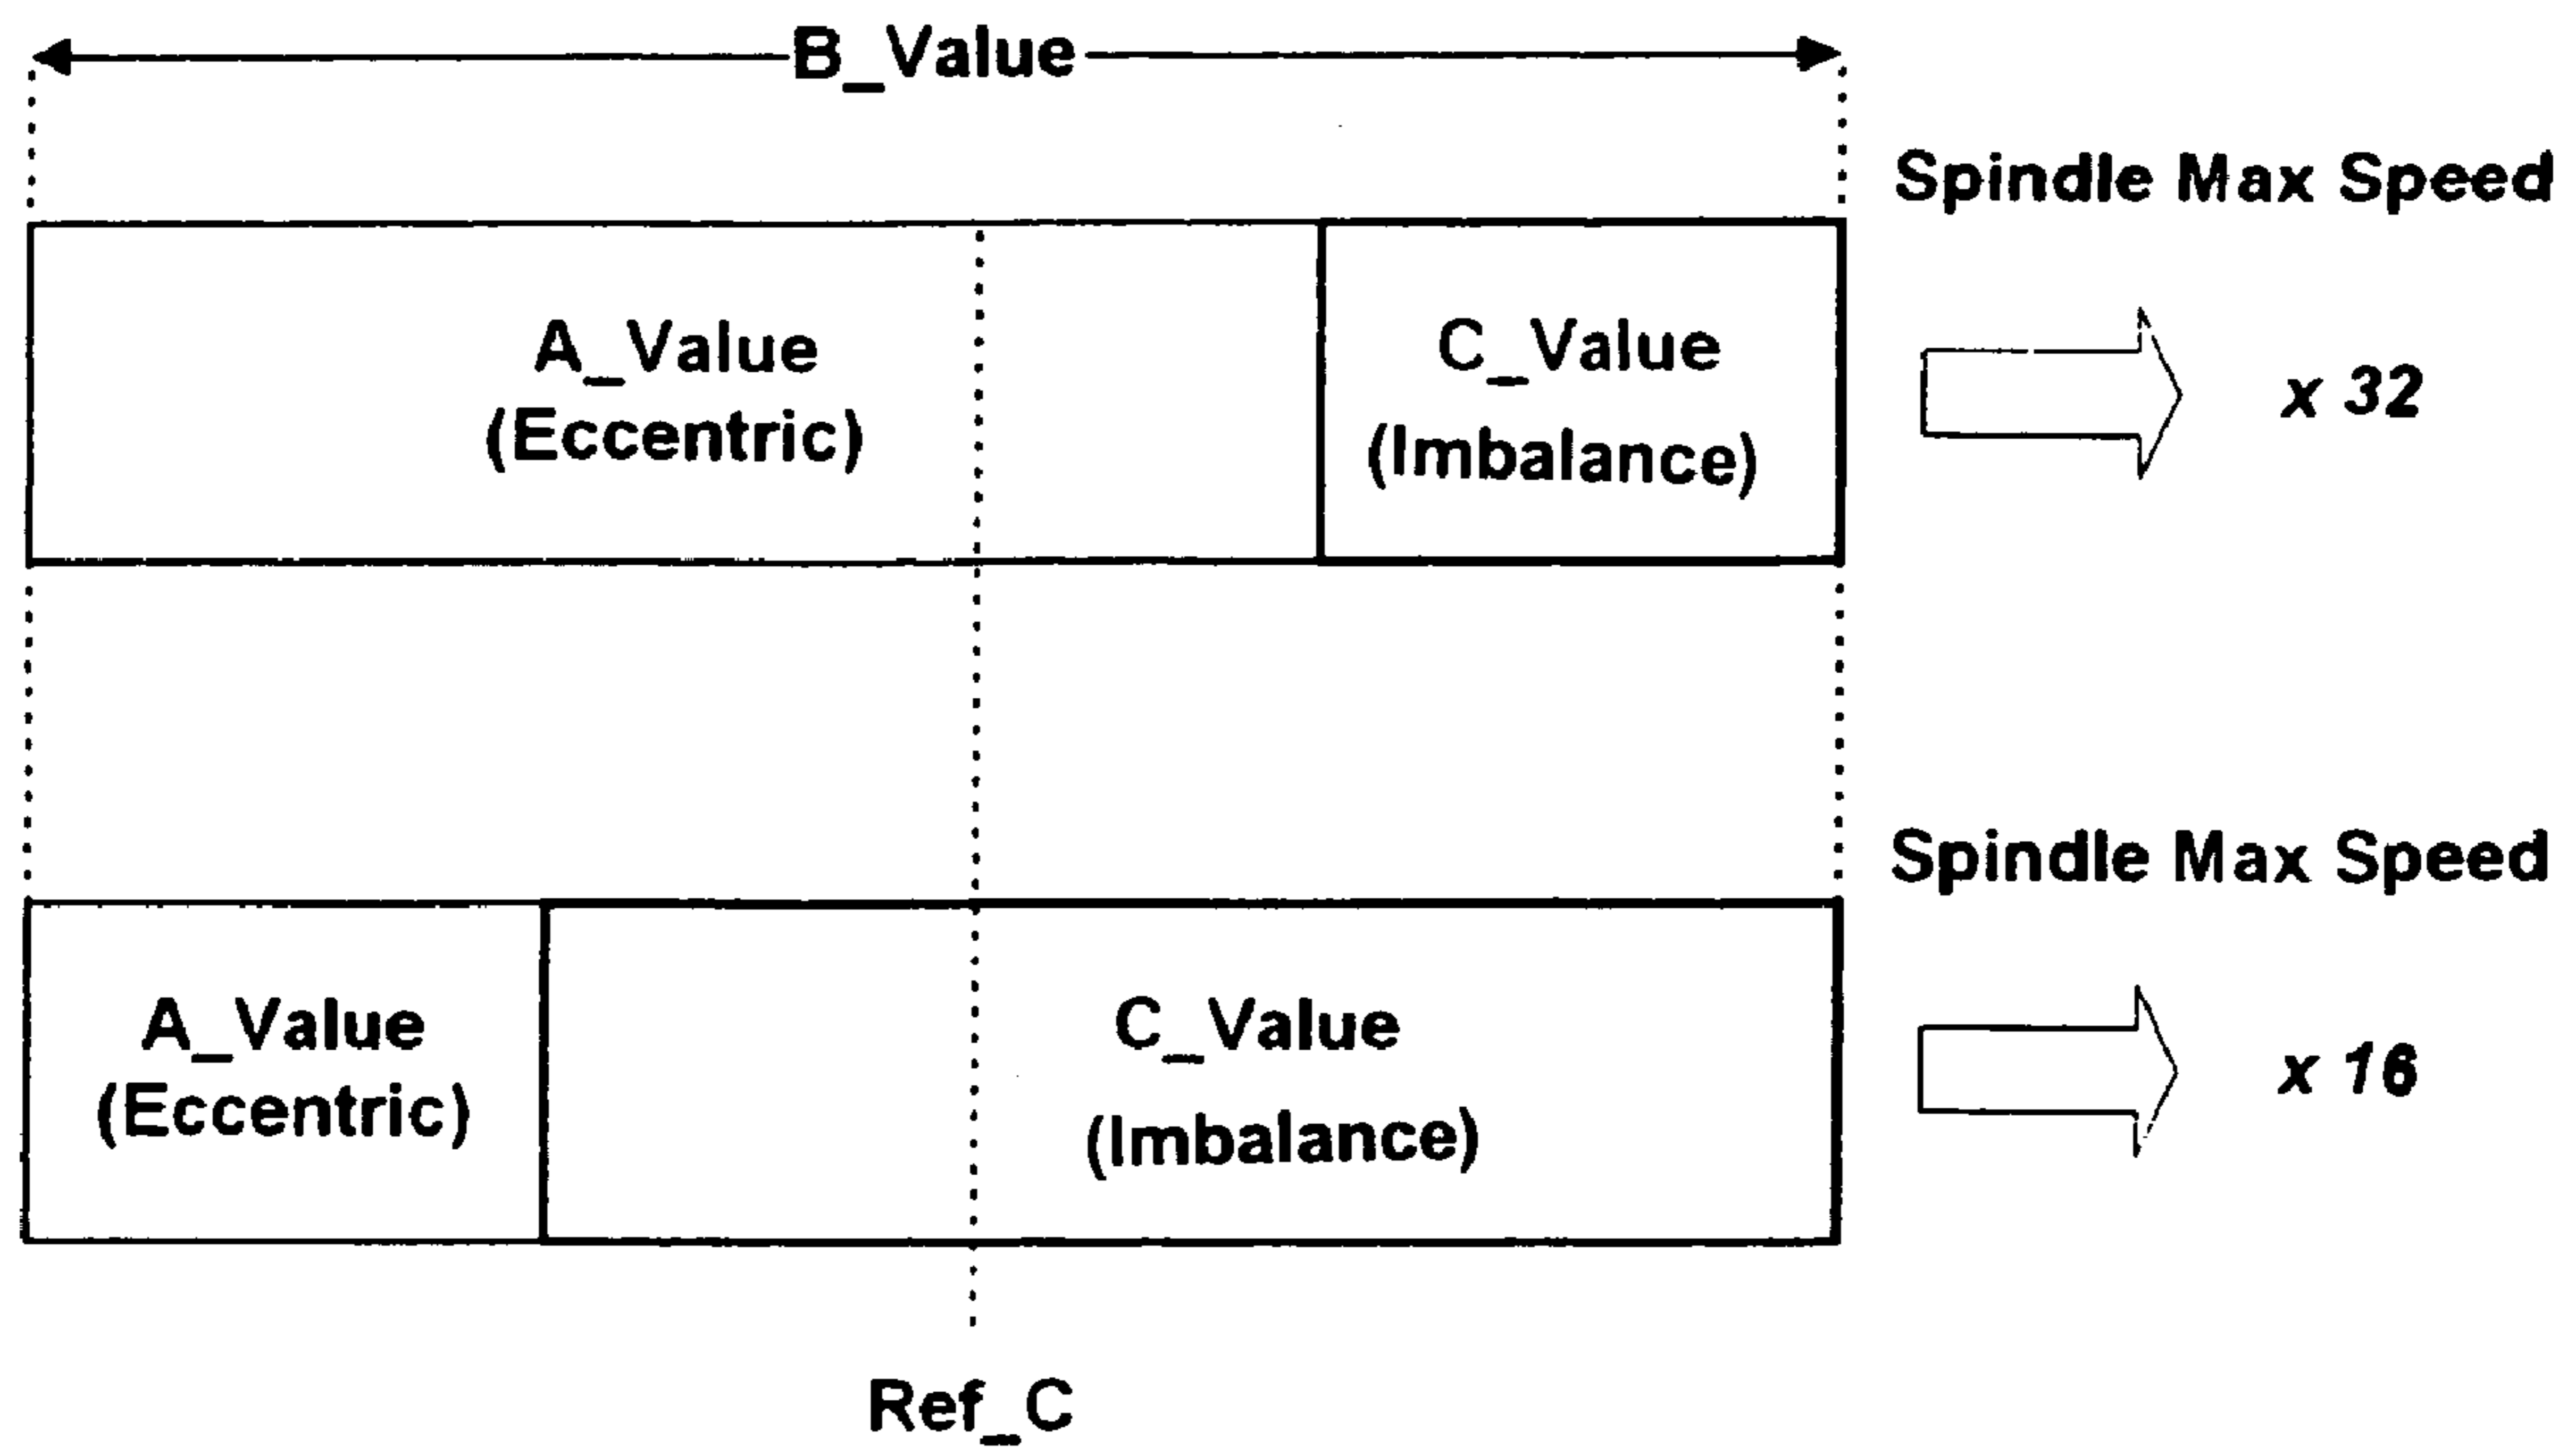 B_Value
Spindle Max Speed
A_Value
(Eccentric)
C_Value
(Imbalance)
x 32
Spindle Max Speed
A_Value
(Eccentric)
C_Value
(Imbalance)
x 16
Ref_C